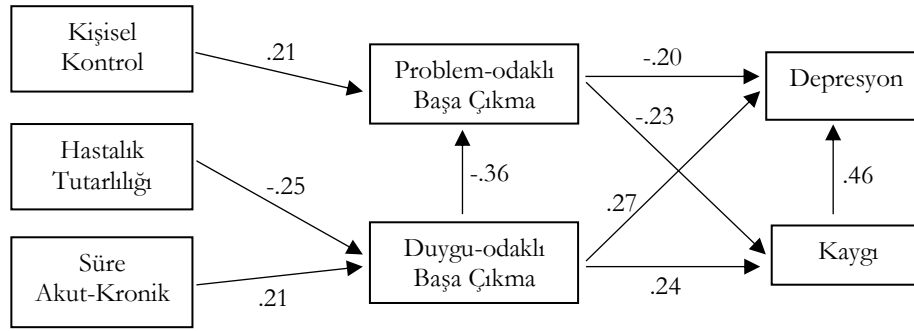 Kişisel
Kontrol
.21
Problem-odaklı
Başa Çıkma
-.20
Depresyon
-.23
Hastalık
Tutarlılığı
-.25
-.36
.27
.46
Süre
Akut-Kronik
.21
Duygu-odaklı
Başa Çıkma
.24
Kaygı